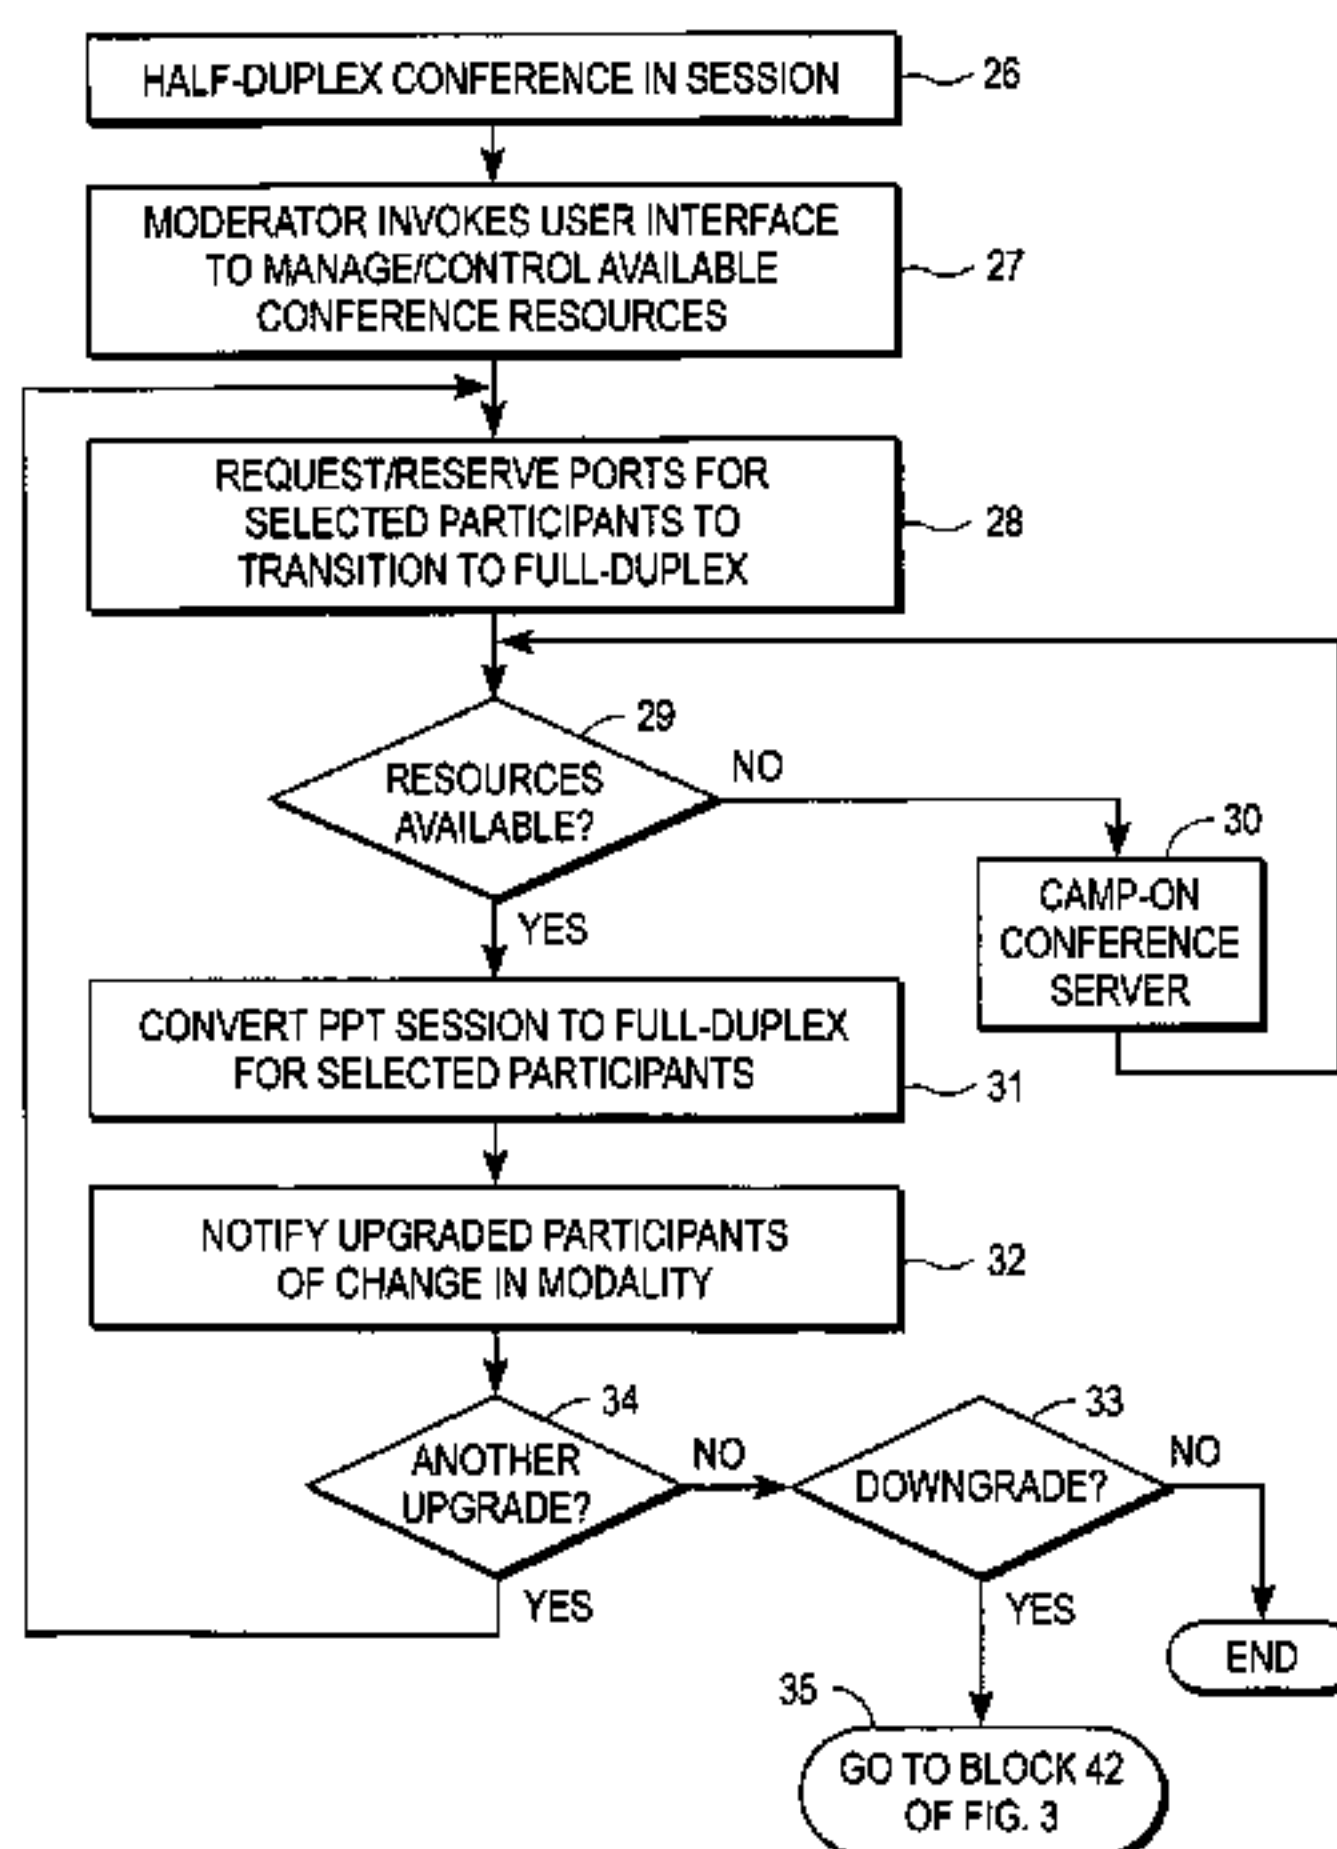 HALF-DUPLEX CONFERENCE IN SESSION
26
MODERATOR INVOKES USER INTERFACE
TO MANAGE/CONTROL AVAILABLE
CONFERENCE RESOURCES
27
REQUEST/RESERVE PORTS FOR
SELECTED PARTICIPANTS TO
TRANSITION TO FULL-DUPLEX
28
29
RESOURCES
AVAILABLE?
NO
YES
30
CAMP-ON
CONFERENCE
SERVER
CONVERT PPT SESSION TO FULL-DUPLEX
FOR SELECTED PARTICIPANTS
31
NOTIFY UPGRADED PARTICIPANTS
OF CHANGE IN MODALITY
32
34
ANOTHER
UPGRADE?
NO
YES
33
DOWNGRADE?
NO
YES
END
35
GO TO BLOCK 42
OF FIG. 3